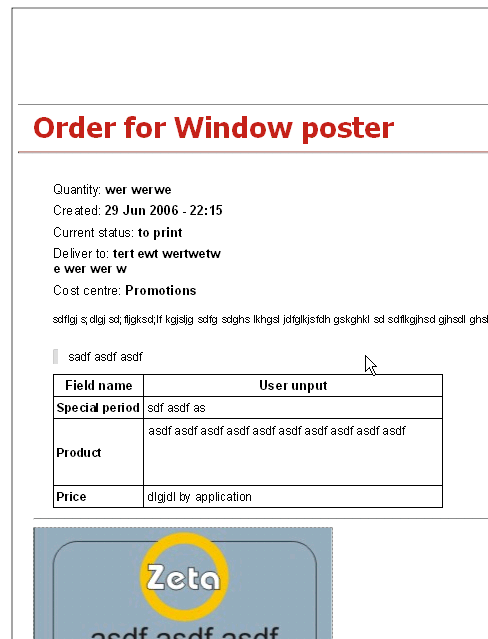 Order for Window poster
Quantity: wer werwe
Created: 29 Jun 2006 - 22:15
Current status: to print
Deliver to: tert ewt wertwetw
e wer wer w
Cost centre: Promotions
sdflgj s;dlgj sd;fljgksd;lf kgjsljg sdfg sdghs lkhgsl jdfglkjsfdh gskghkl sd sdflkgjhsd gjhsdl ghsl
sadf asdf asdf
Field name User unput
Special period sdf asdf as
Product asdf asdf asdf asdf asdf asdf asdf asdf asdf asdf
Price dlgjdl by application
Zeta
asdf asdf asdf